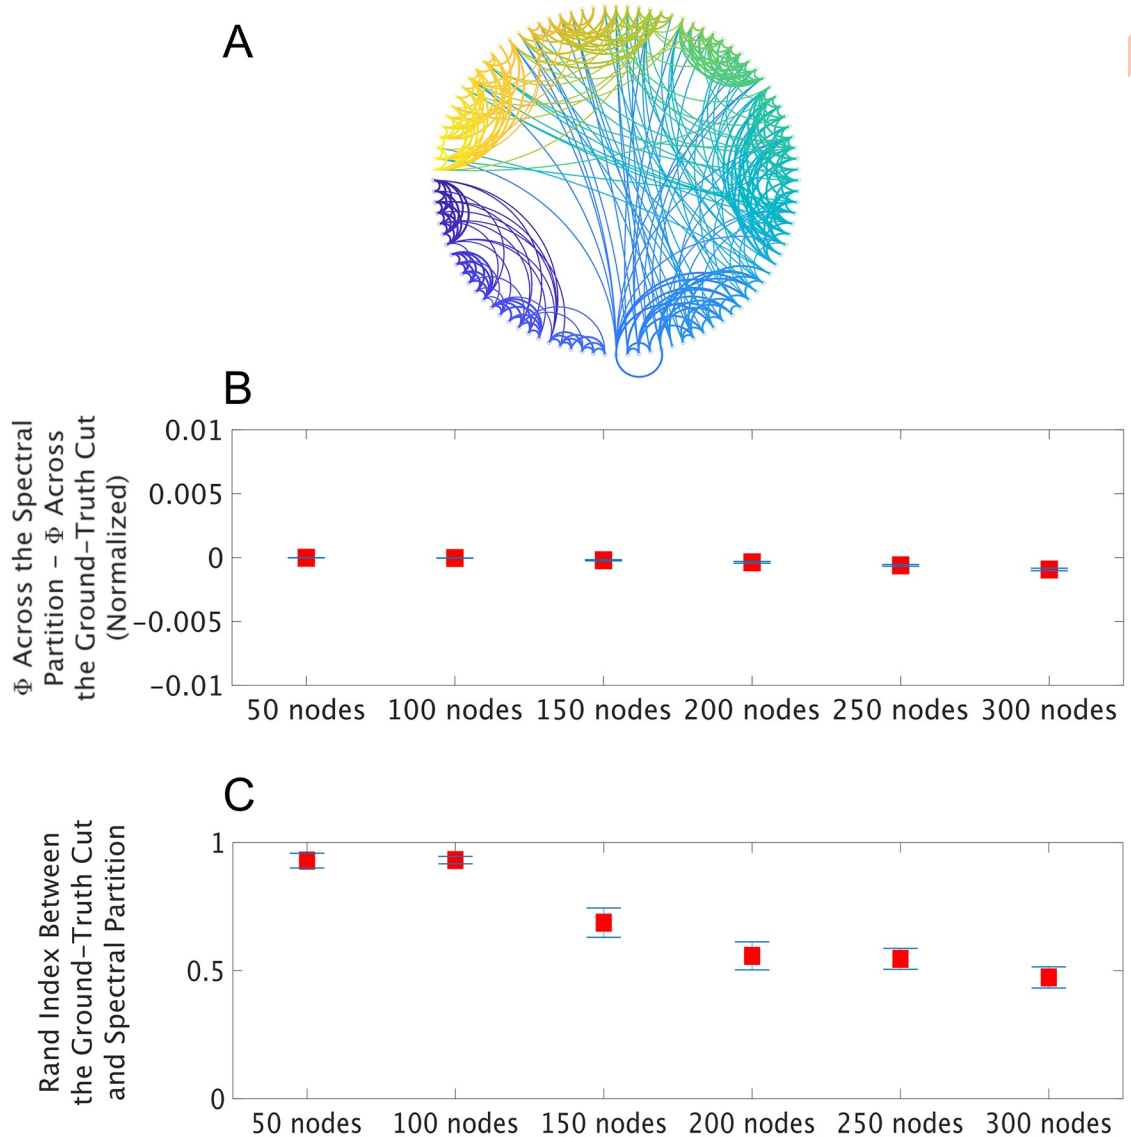 A
B
Φ Across the Spectral
Partition – Φ Across
the Ground–Truth Cut
(Normalized)
0.01
0.005
0
−0.005
−0.01
50 nodes 100 nodes 150 nodes 200 nodes 250 nodes 300 nodes
C
Rand Index Between
the Ground–Truth Cut
and Spectral Partition
1
0.5
0
50 nodes 100 nodes 150 nodes 200 nodes 250 nodes 300 nodes